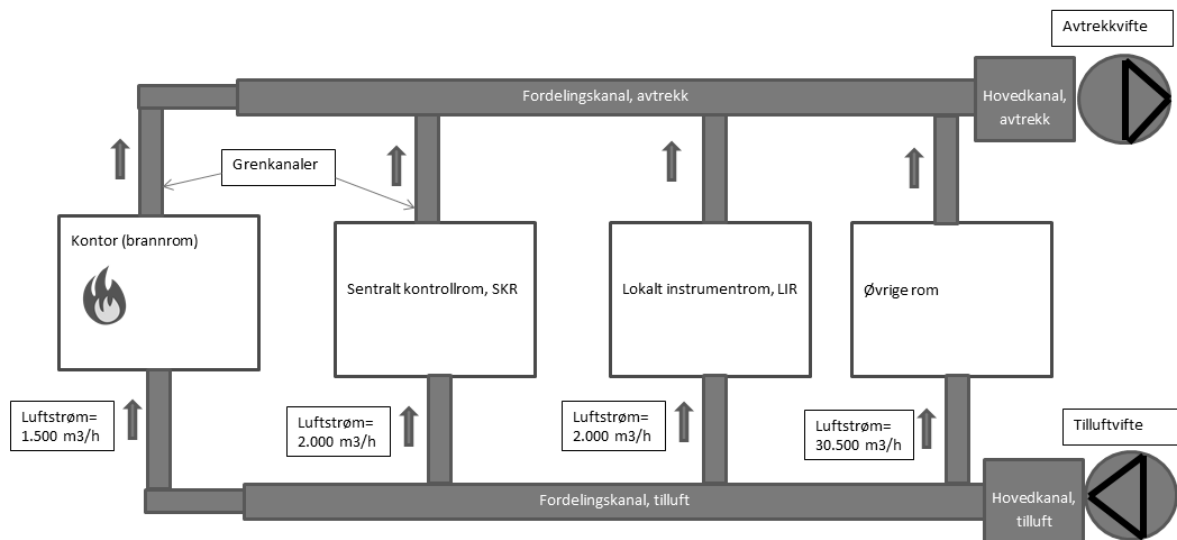 Avtrekkvifte
Fordelingskanal, avtrekk
Hovedkanal,
avtrekk
Grenkanaler
Kontor (brannrom)
Sentralt kontrollrom, SKR
Lokalt instrumentrom, LIR
Øvrige rom
Luftstrøm=
1.500 m3/h
Luftstrøm=
2.000 m3/h
Luftstrøm=
2.000 m3/h
Luftstrøm=
30.500 m3/h
Tilluftvifte
Fordelingskanal, tilluft
Hovedkanal,
tilluft